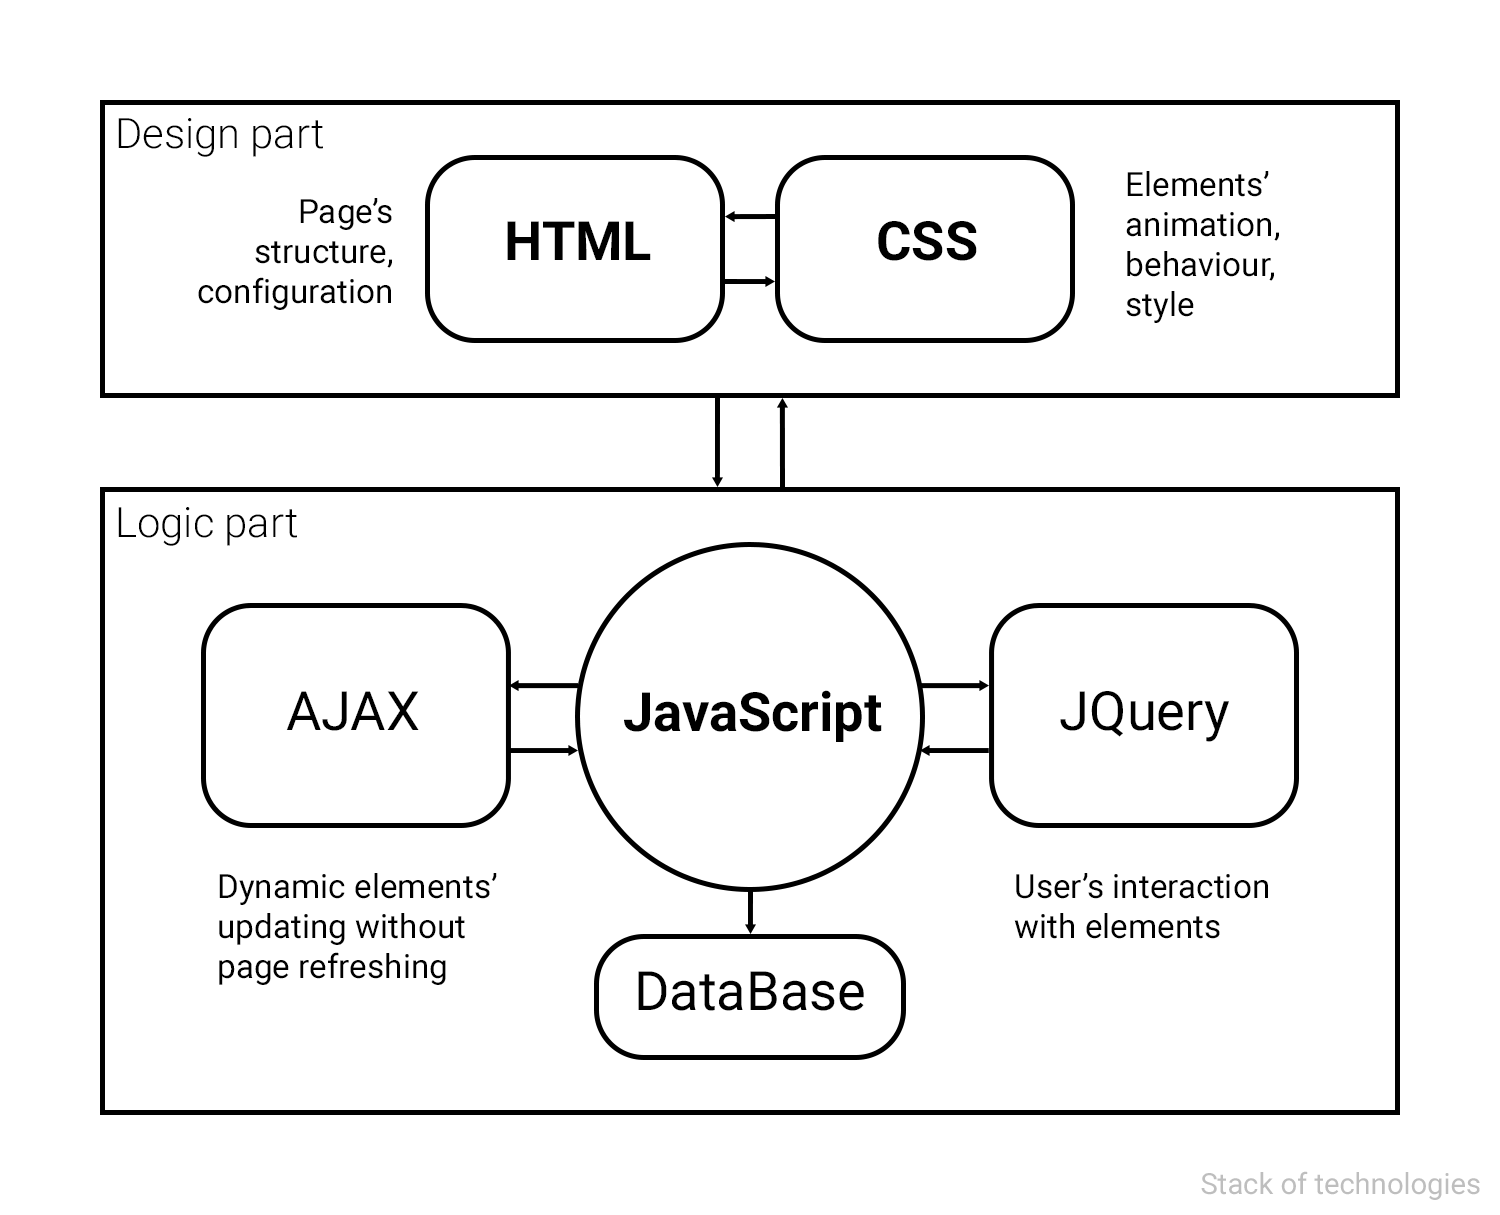 Design part
Page’s
structure,
configuration
HTML
CSS
Elements’
animation,
behaviour,
style
Logic part
AJAX
JavaScript
JQuery
Dynamic elements’
updating without
page refreshing
User’s interaction
with elements
DataBase
Stack of technologies